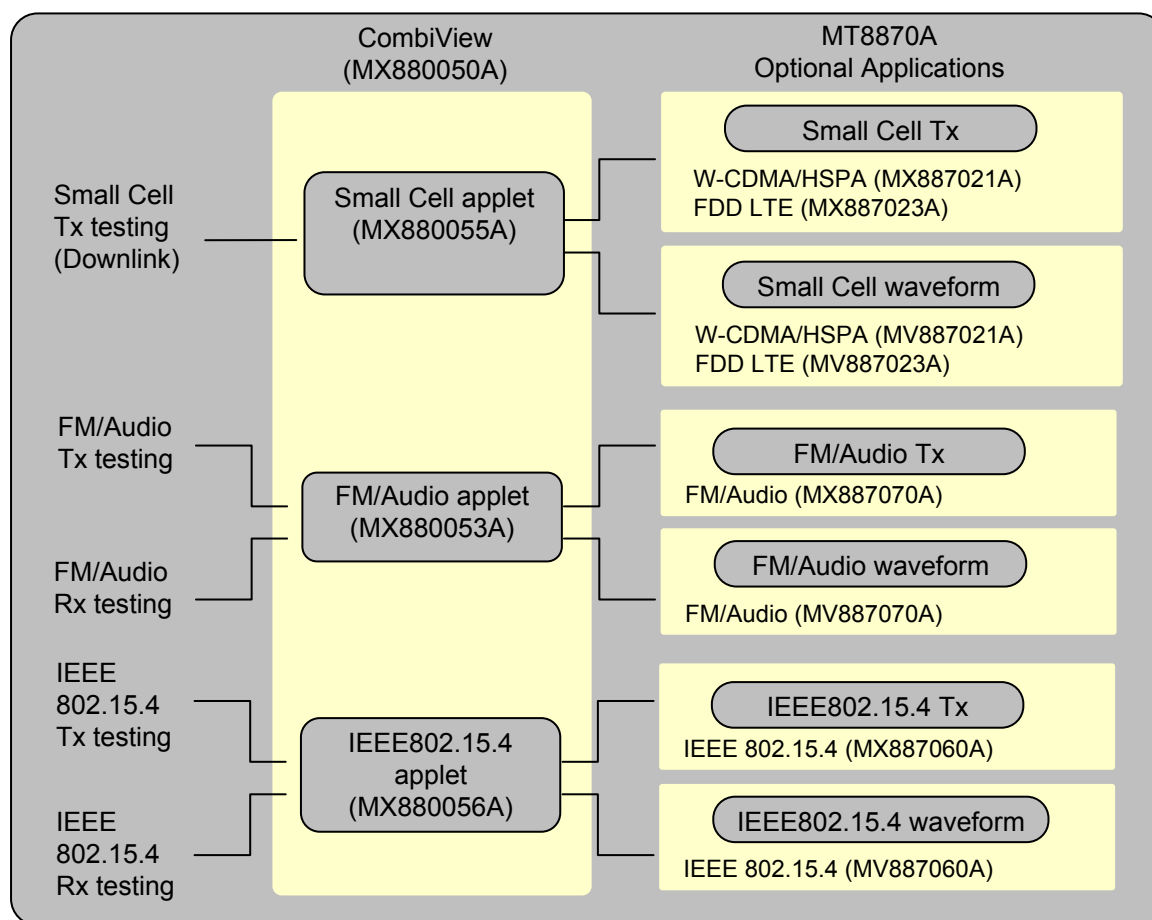 CombiView
(MX880050A)
MT8870A
Optional Applications
Small Cell
Tx testing
(Downlink)
Small Cell applet
(MX880055A)
Small Cell Tx
W-CDMA/HSPA (MX887021A)
FDD LTE (MX887023A)
Small Cell waveform
W-CDMA/HSPA (MV887021A)
FDD LTE (MV887023A)
FM/Audio
Tx testing
FM/Audio
Rx testing
FM/Audio applet
(MX880053A)
FM/Audio Tx
FM/Audio (MX887070A)
FM/Audio waveform
FM/Audio (MV887070A)
IEEE
802.15.4
Tx testing
IEEE
802.15.4
Rx testing
IEEE802.15.4
applet
(MX880056A)
IEEE802.15.4 Tx
IEEE 802.15.4 (MX887060A)
IEEE802.15.4 waveform
IEEE 802.15.4 (MV887060A)